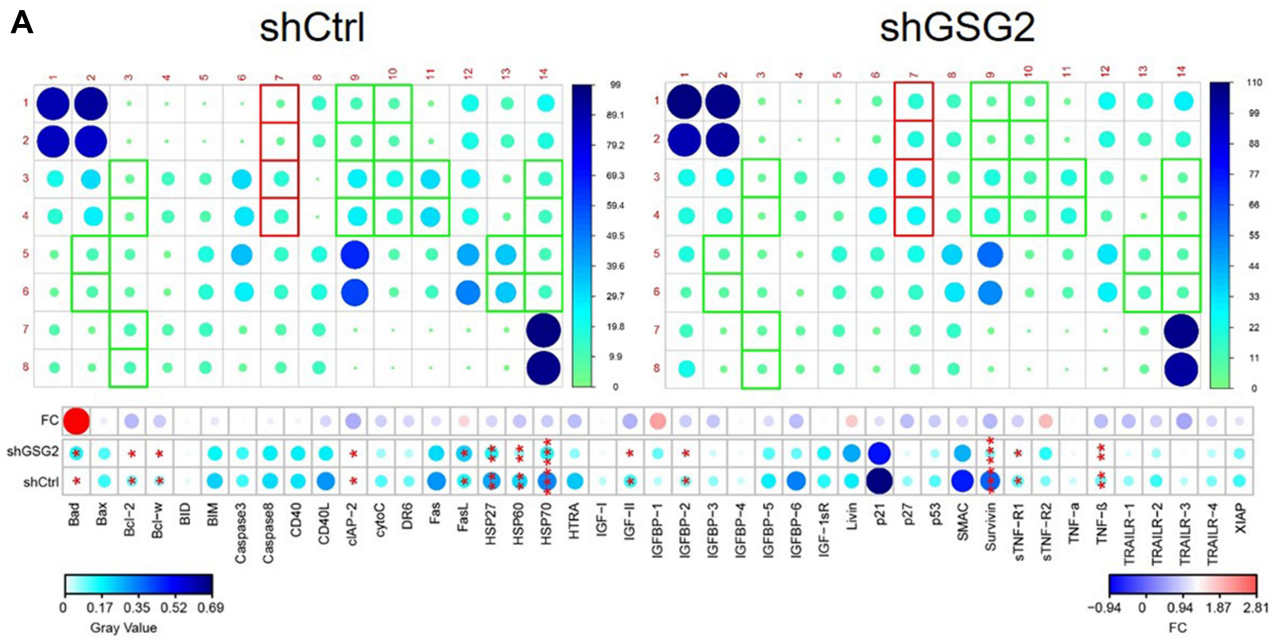 A
shCtrl
shGSG2
1 2 3 4 5 6 7 8 9 10 11 12 13 14
1 2 3 4 5 6 7 8 9 10 11 12 13 14
1
2
3
4
5
6
7
8
99
89.1
79.2
69.3
59.4
49.5
39.6
29.7
19.8
9.9
0
1
2
3
4
5
6
7
8
110
99
88
77
66
55
44
33
22
11
0
FC
shGSG2
* * * * * * ** ** *** * * **** * **
shCtrl
* * * * * ** ** *** * * *** * **
Bad
Bax
Bcl-2
Bcl-w
BID
BIM
Caspase3
Caspase8
CD40
CD40L
cIAP-2
cytoC
DR6
Fas
FasL
HSP27
HSP60
HSP70
HTRA
IGF-I
IGF-II
IGFBP-1
IGFBP-2
IGFBP-3
IGFBP-4
IGFBP-5
IGFBP-6
IGF-1sR
Livin
p21
p27
p53
SMAC
Survivin
sTNF-R1
sTNF-R2
TNF-a
TNF-ß
TRAILR-1
TRAILR-2
TRAILR-3
TRAILR-4
XIAP
0 0.17 0.35 0.52 0.69
Gray Value
−0.94 0 0.94 1.87 2.81
FC